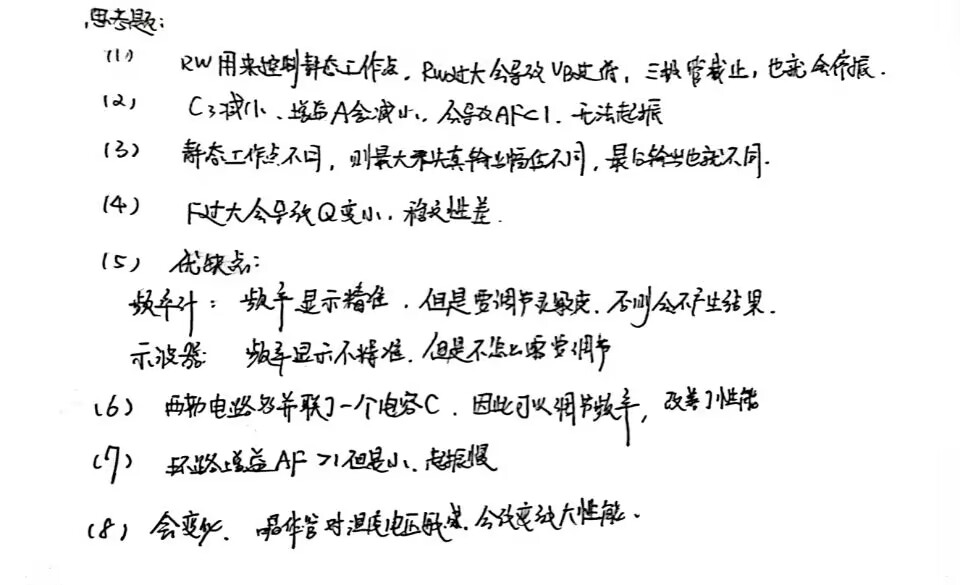 思考题:
(1) RW用来控制静态工作点, RW过大会导致VB过 , 三极管截止, 也就会停振.
(2) C3减小、增益A会减小、会导致AF<1. 无法起振
(3) 静态工作点不同, 则最大不失真输出幅值不同, 最后输出也就不同.
(4) F过大会导致Q变小、稳定性差.
(5) 优缺点:
频率计: 频率显示精准. 但是要调节灵敏度. 否则会不产生结果.
示波器: 频率显示不精准. 但是不怎么需要调节
(6) 西勒电路多并联了一个电容C. 因此可以调节频率, 改善了性能
(7) 环路增益AF>1但是小、起振慢
(8) 会变化. 晶体管对温度电压敏感. 会改变放大性能.